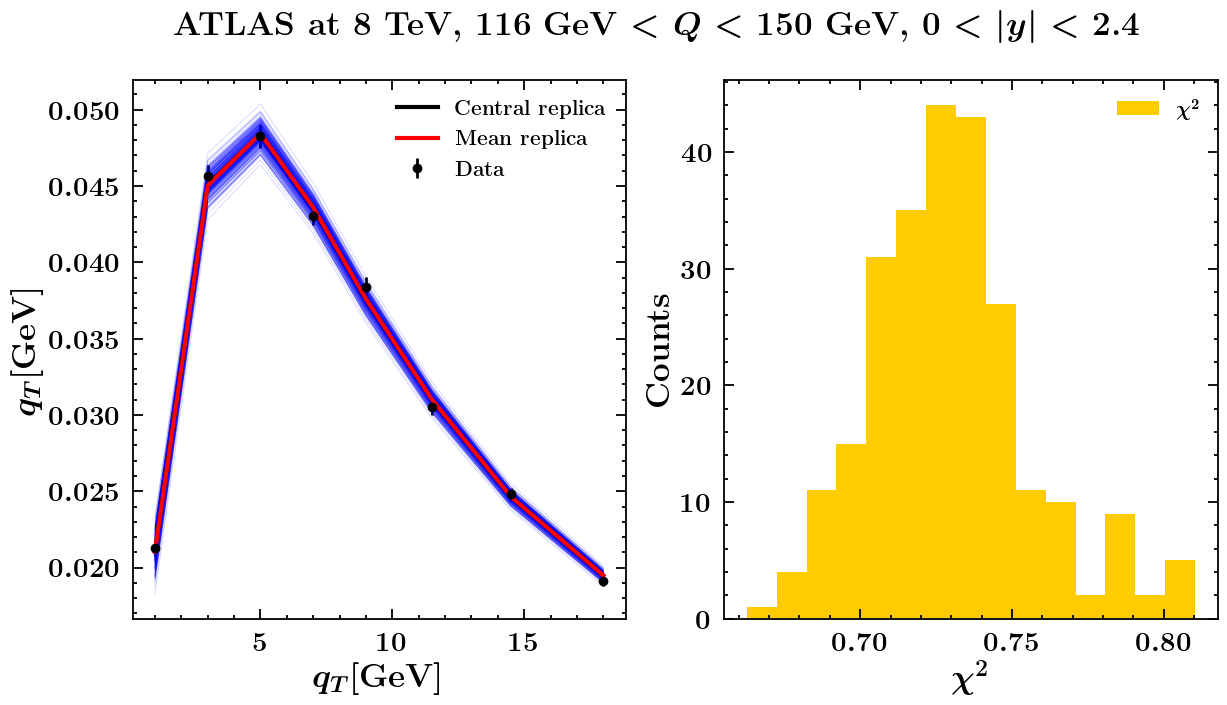 ATLAS at 8 TeV, 116 GeV < Q < 150 GeV, 0 < |y| < 2.4
0.050
0.045
0.040
0.035
0.030
0.025
0.020
q_T[GeV]
5 10 15
q_T[GeV]
Central replica
Mean replica
Data
40
30
20
10
0
Counts
0.70 0.75 0.80
χ²
χ²